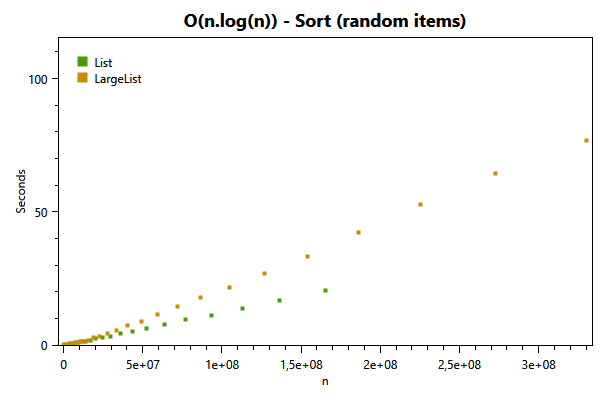 O(n.log(n)) - Sort (random items)
List
LargeList
100
50
0
Seconds
0 5e+07 1e+08 1,5e+08 2e+08 2,5e+08 3e+08
n